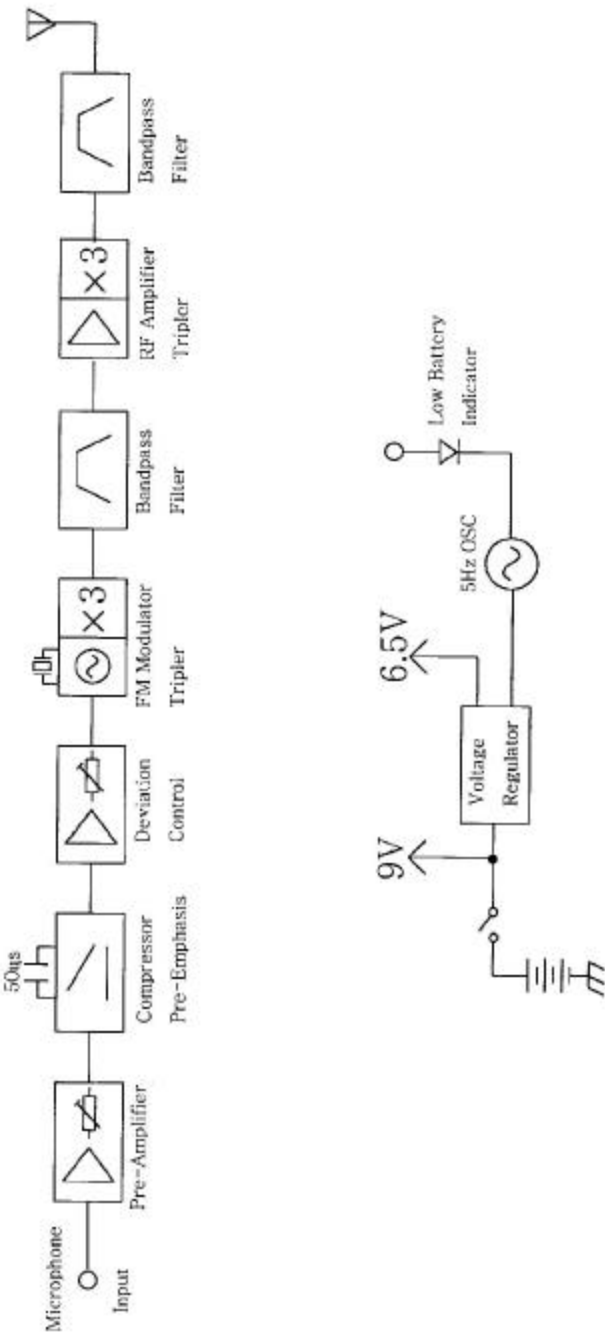 Microphone
Input
Pre-Amplifier
50us
Compressor
Pre-Emphasis
Deviation
Control
×3
FM Modulator
Tripler
Bandpass
Filter
×3
RF Amplifier
Tripler
Bandpass
Filter
9V
Voltage
Regulator
6.5V
5Hz OSC
Low Battery
Indicator